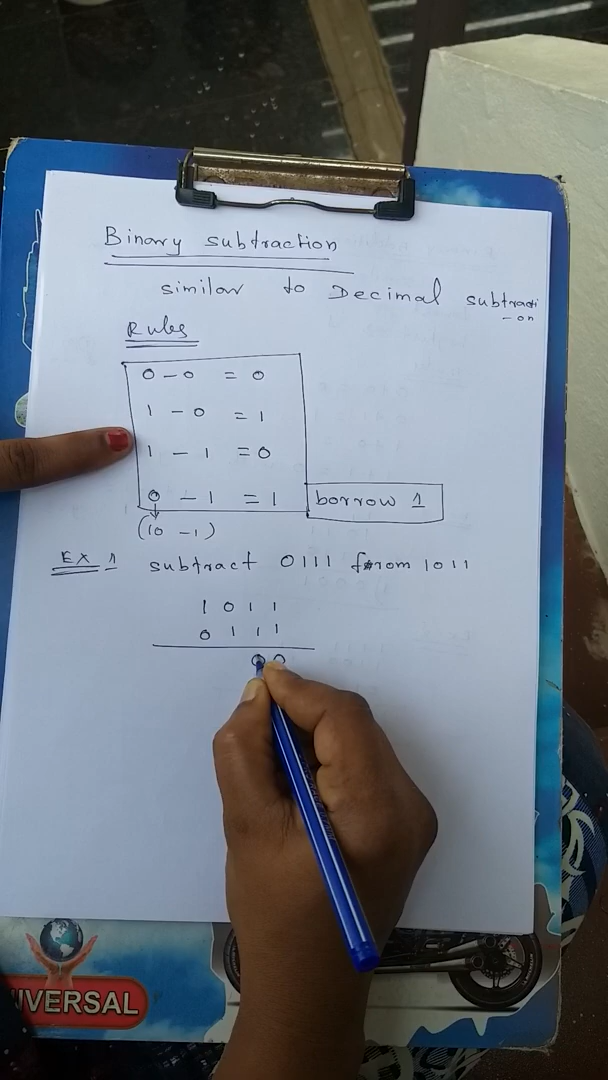 Binary subtraction
similar to Decimal subtracti
-on
Rules
0 - 0 = 0
1 - 0 = 1
1 - 1 = 0
0 - 1 = 1 borrow 1
(10 - 1)
EX 1 subtract 0111 from 1011
1 0 1 1
0 1 1 1
0 0
IVERSAL